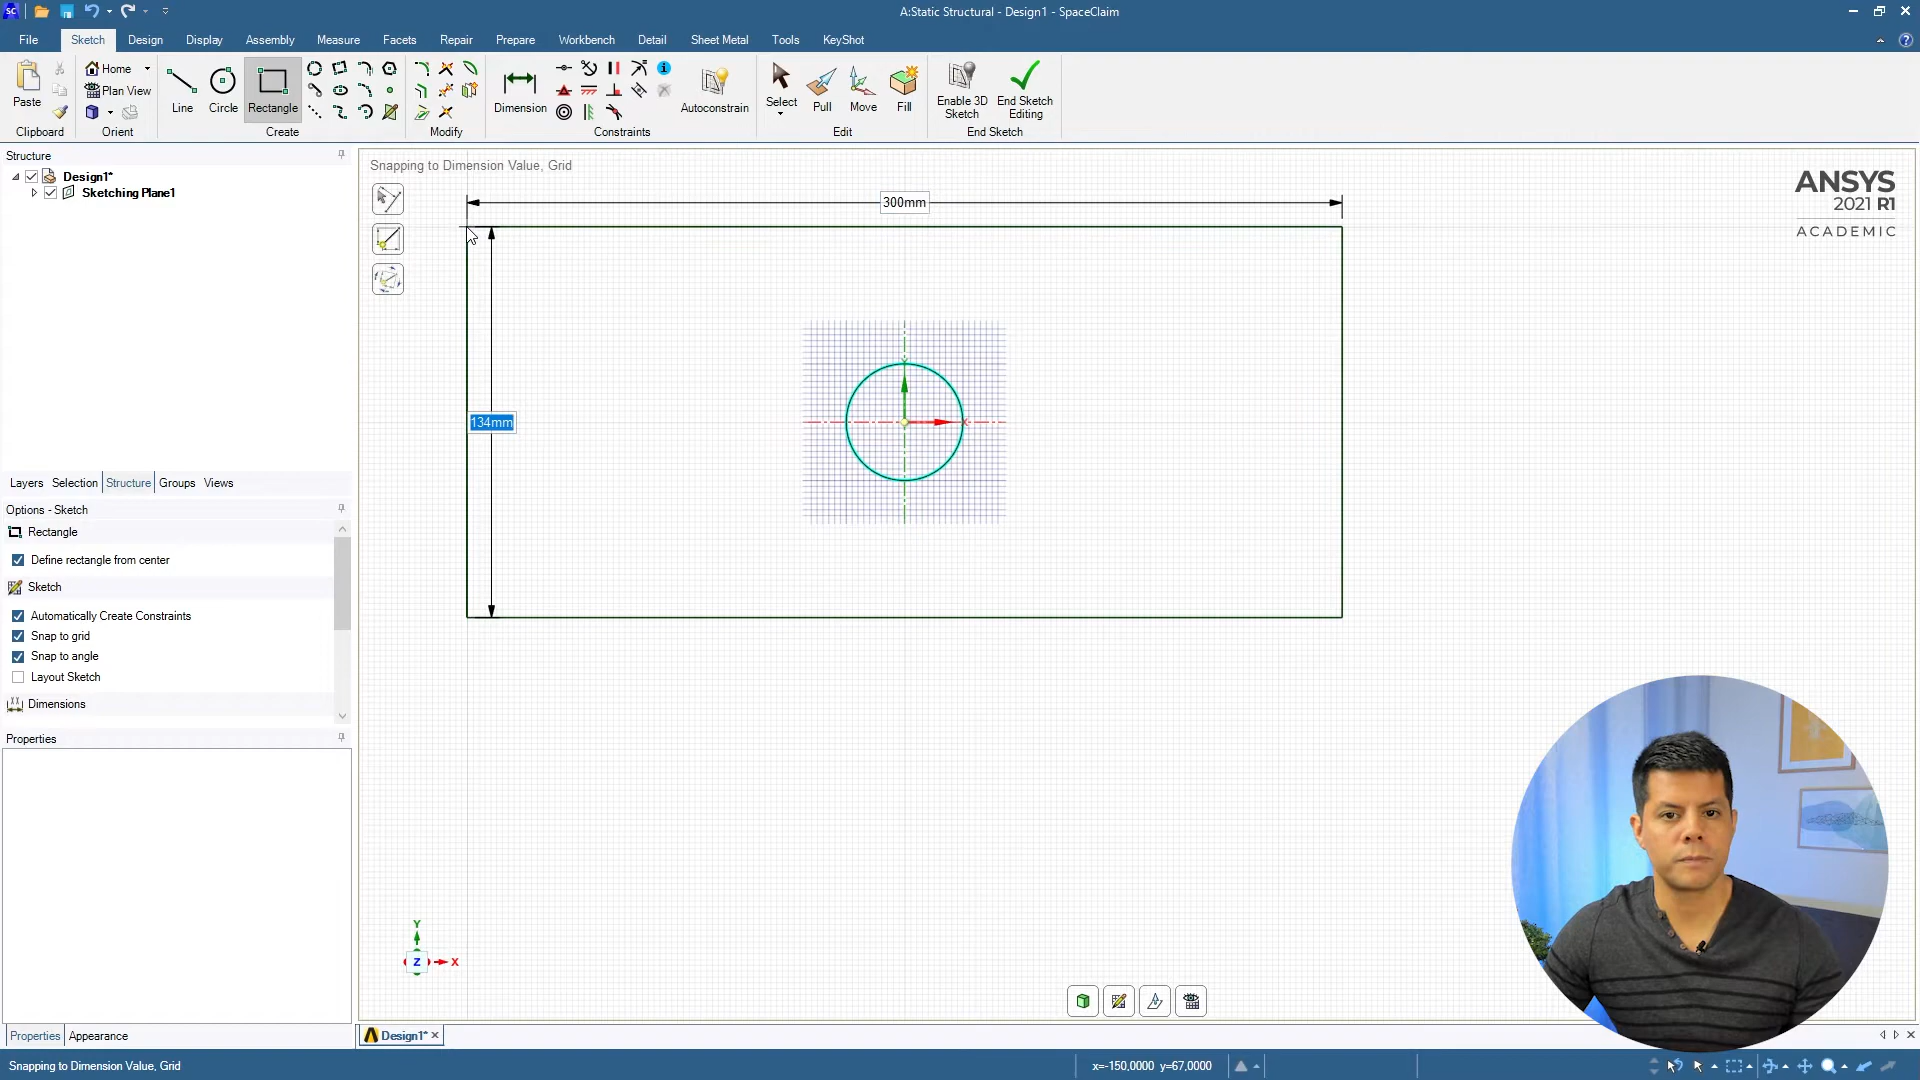 A:Static Structural - Design1 - SpaceClaim
File Sketch Design Display Assembly Measure Facets Repair Prepare Workbench Detail Sheet Metal Tools KeyShot
Paste
Home
Plan View
Line
Circle
Rectangle
Dimension
Autoconstrain
Select
Pull
Move
Fill
Enable 3D Sketch
End Sketch Editing
Clipboard
Orient
Create
Modify
Constraints
Edit
End Sketch
Structure
Design1*
Sketching Plane1
Layers Selection Structure Groups Views
Options - Sketch
Rectangle
Define rectangle from center
Sketch
Automatically Create Constraints
Snap to grid
Snap to angle
Layout Sketch
Dimensions
Properties
Properties Appearance
Snapping to Dimension Value, Grid
300mm
134mm
X
Y
Z
X
ANSYS
2021 R1
ACADEMIC
Design1*
Snapping to Dimension Value, Grid
x=-150,0000 y=67,0000